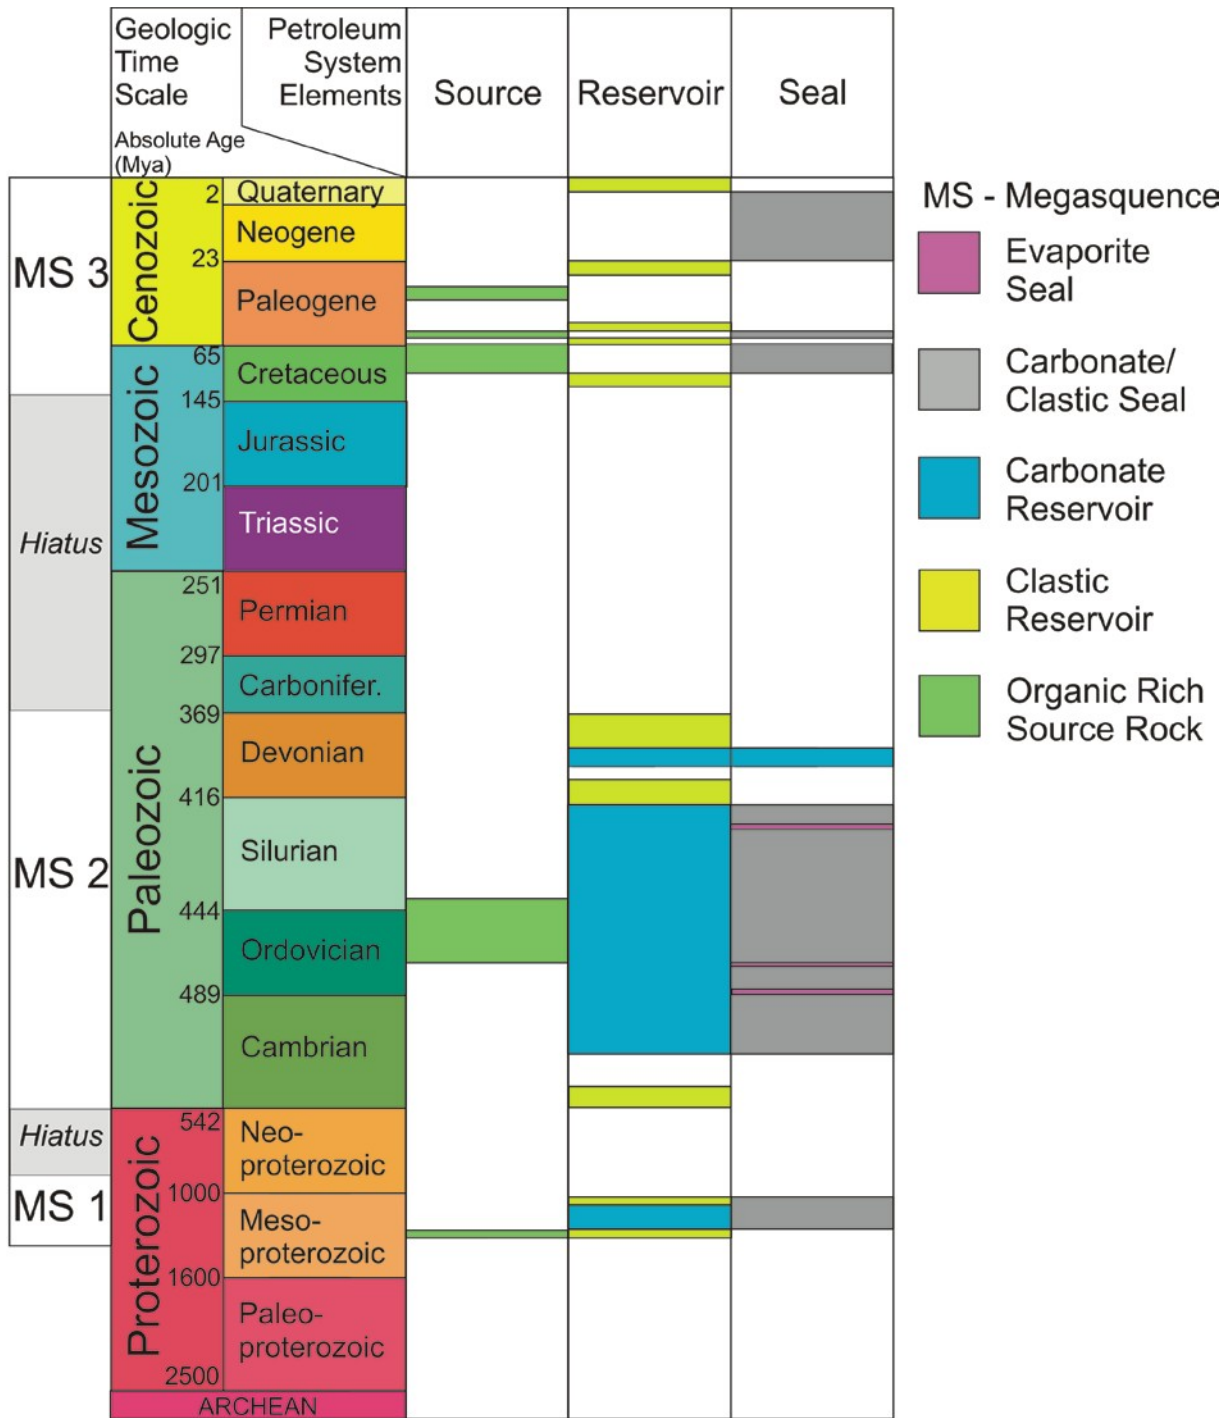 Geologic
Time
Scale
Absolute Age
(Mya)
Petroleum
System
Elements
Source
Reservoir
Seal
MS 3
Hiatus
MS 2
Hiatus
MS 1
Cenozoic
Mesozoic
Paleozoic
Proterozoic
2
23
65
145
201
251
297
369
416
444
489
542
1000
1600
2500
Quaternary
Neogene
Paleogene
Cretaceous
Jurassic
Triassic
Permian
Carbonifer.
Devonian
Silurian
Ordovician
Cambrian
Neo-
proterozoic
Meso-
proterozoic
Paleo-
proterozoic
ARCHEAN
MS - Megasquence
Evaporite
Seal
Carbonate/
Clastic Seal
Carbonate
Reservoir
Clastic
Reservoir
Organic Rich
Source Rock